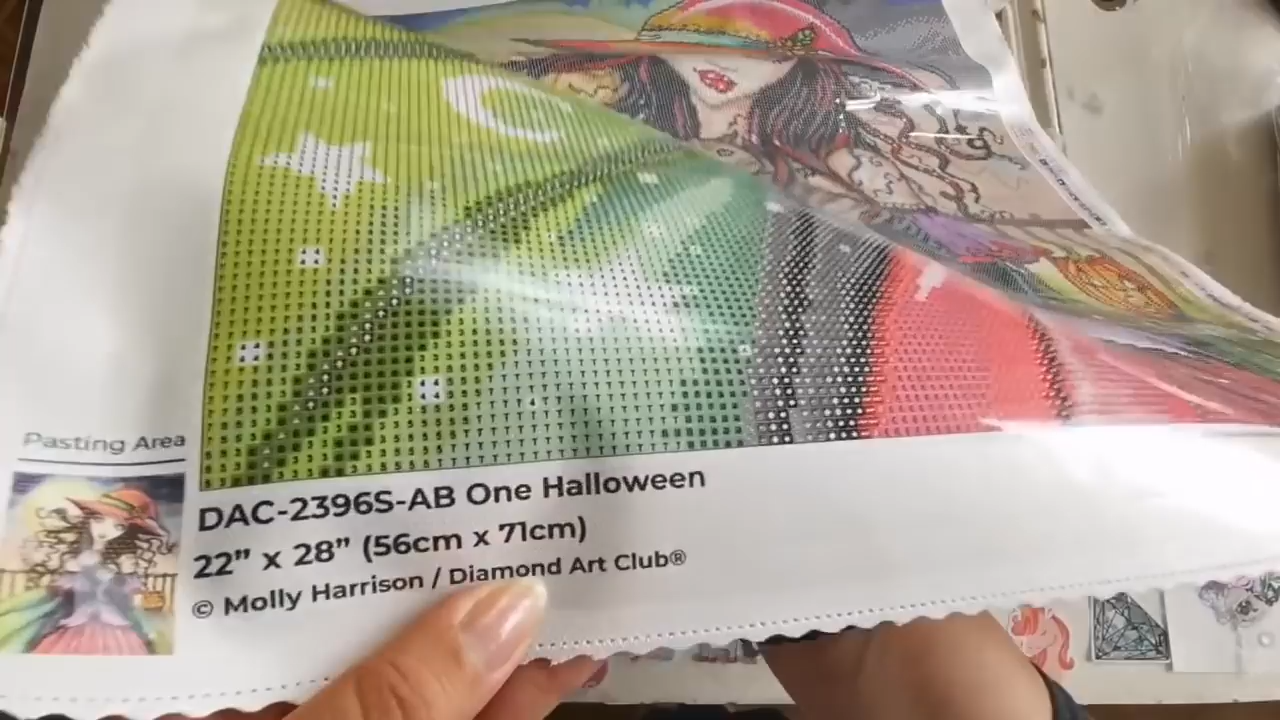 Pasting Area
DAC-2396S-AB One Halloween
22” x 28” (56cm x 71cm)
© Molly Harrison / Diamond Art Club®